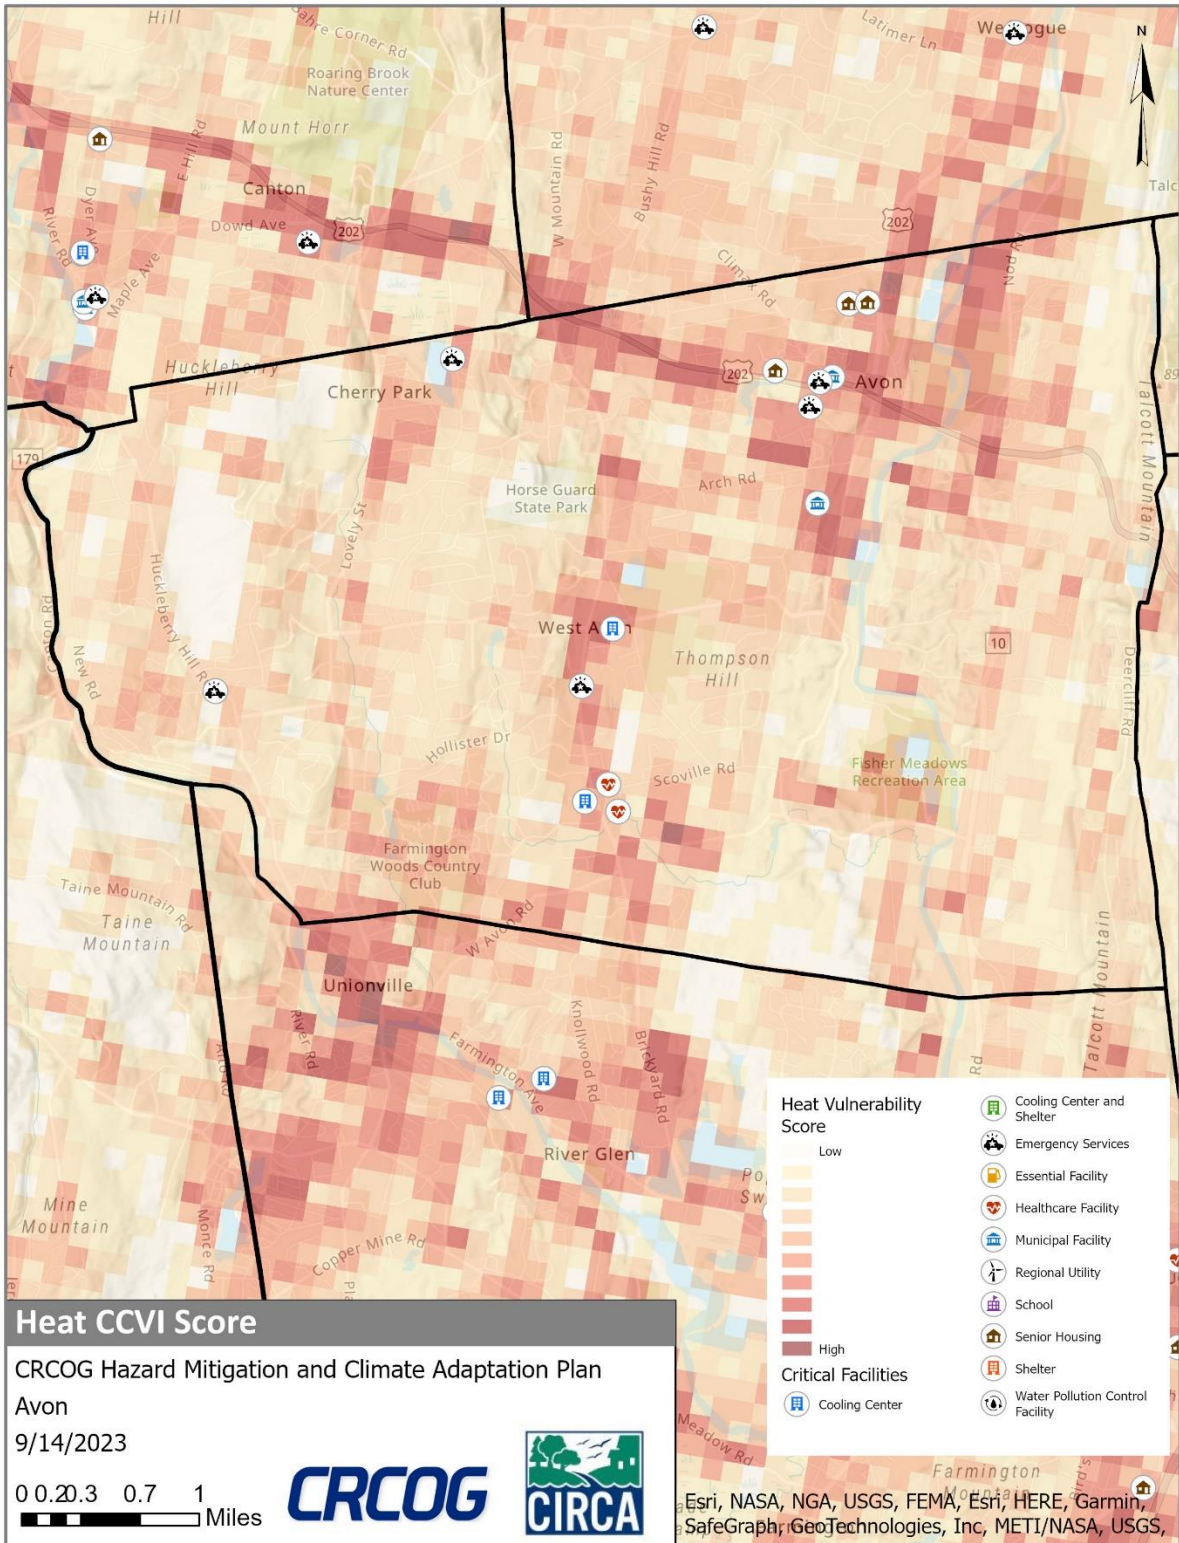 Hill
Bahre Corner Rd
Latimer Ln
Roaring Brook
Nature Center
N
Mount Horr
E Hill Rd
W Mountain Rd
Bushy Hill Rd
Canton
Dyer Ave
Dowd Ave
202
202
River Rd
Maple Ave
Climax Rd
Nod Rd
Huckleberry
Hill
Cherry Park
202
Avon
Talcott Mountain
179
Horse Guard
State Park
Arch Rd
Lovely St
Huckleberry Hill R
Canton Rd
New Rd
West A
n
Thompson
Hill
10
Deercliff Rd
Hollister Dr
Scoville Rd
Fisher Meadows
Recreation Area
Farmington
Woods Country
Club
Taine Mountain Rd
Taine
Mountain
W Avon Rd
Talcott Mountain
Unionville
River Rd
Knollwood Rd
Brickyard Rd
Farmington Ave
Rd
River Glen
Mine
Mountain
Monce Rd
Copper Mine Rd
Heat Vulnerability
Score
Low
High
Critical Facilities
Cooling Center
Cooling Center and
Shelter
Emergency Services
Essential Facility
Healthcare Facility
Municipal Facility
Regional Utility
School
Senior Housing
Shelter
Water Pollution Control
Facility
Heat CCVI Score
CRCOG Hazard Mitigation and Climate Adaptation Plan
Avon
9/14/2023
0 0.2 0.3 0.7 1
Miles
CRCOG
CIRCA
Meadow Rd
Farmington
Mountain
Esri, NASA, NGA, USGS, FEMA, Esri, HERE, Garmin,
SafeGraph, GeoTechnologies, Inc, METI/NASA, USGS,